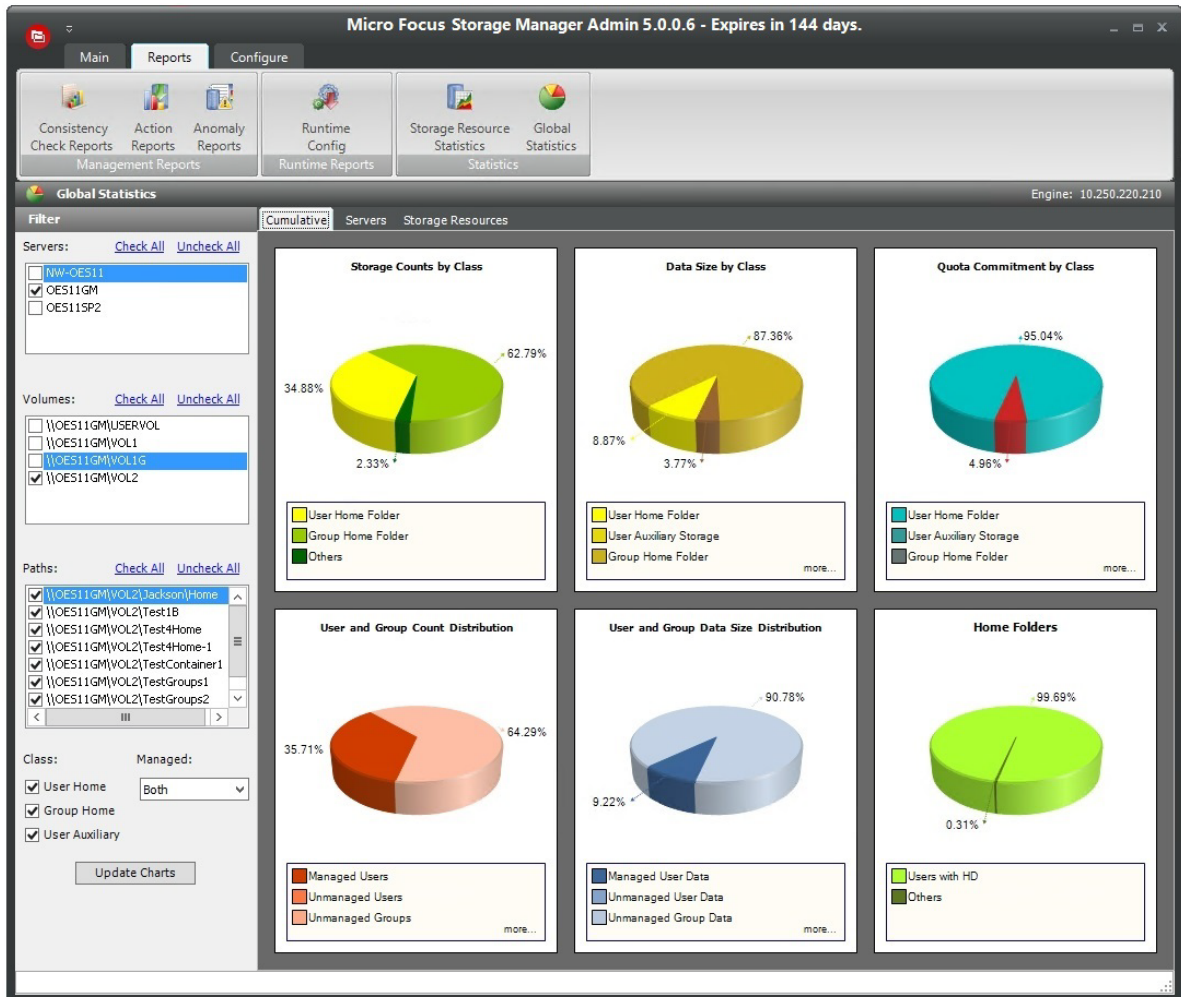 Micro Focus Storage Manager Admin 5.0.0.6 - Expires in 144 days.
Main Reports Configure
Consistency Check Reports
Action Reports
Anomaly Reports
Management Reports
Runtime Config
Runtime Reports
Storage Resource Statistics
Global Statistics
Statistics
Global Statistics
Engine: 10.250.220.210
Filter
Servers: Check All Uncheck All
NW-OES11
OES11GM
OES11SP2
Volumes: Check All Uncheck All
\\OES11GM\USERVOL
\\OES11GM\VOL1
\\OES11GM\VOL1G
\\OES11GM\VOL2
Paths: Check All Uncheck All
\\OES11GM\VOL2\Jackson\Home
\\OES11GM\VOL2\Test1B
\\OES11GM\VOL2\Test4Home
\\OES11GM\VOL2\Test4Home-1
\\OES11GM\VOL2\TestContainer1
\\OES11GM\VOL2\TestGroups1
\\OES11GM\VOL2\TestGroups2
Class: Managed:
User Home
Both
Group Home
User Auxiliary
Update Charts
Cumulative Servers Storage Resources
Storage Counts by Class
62.79%
34.88%
2.33%
User Home Folder
Group Home Folder
Others
Data Size by Class
87.36%
8.87%
3.77%
User Home Folder
User Auxiliary Storage
Group Home Folder
more...
Quota Commitment by Class
95.04%
4.96%
User Home Folder
User Auxiliary Storage
Group Home Folder
more...
User and Group Count Distribution
64.29%
35.71%
Managed Users
Unmanaged Users
Unmanaged Groups
more...
User and Group Data Size Distribution
90.78%
9.22%
Managed User Data
Unmanaged User Data
Unmanaged Group Data
more...
Home Folders
99.69%
0.31%
Users with HD
Others